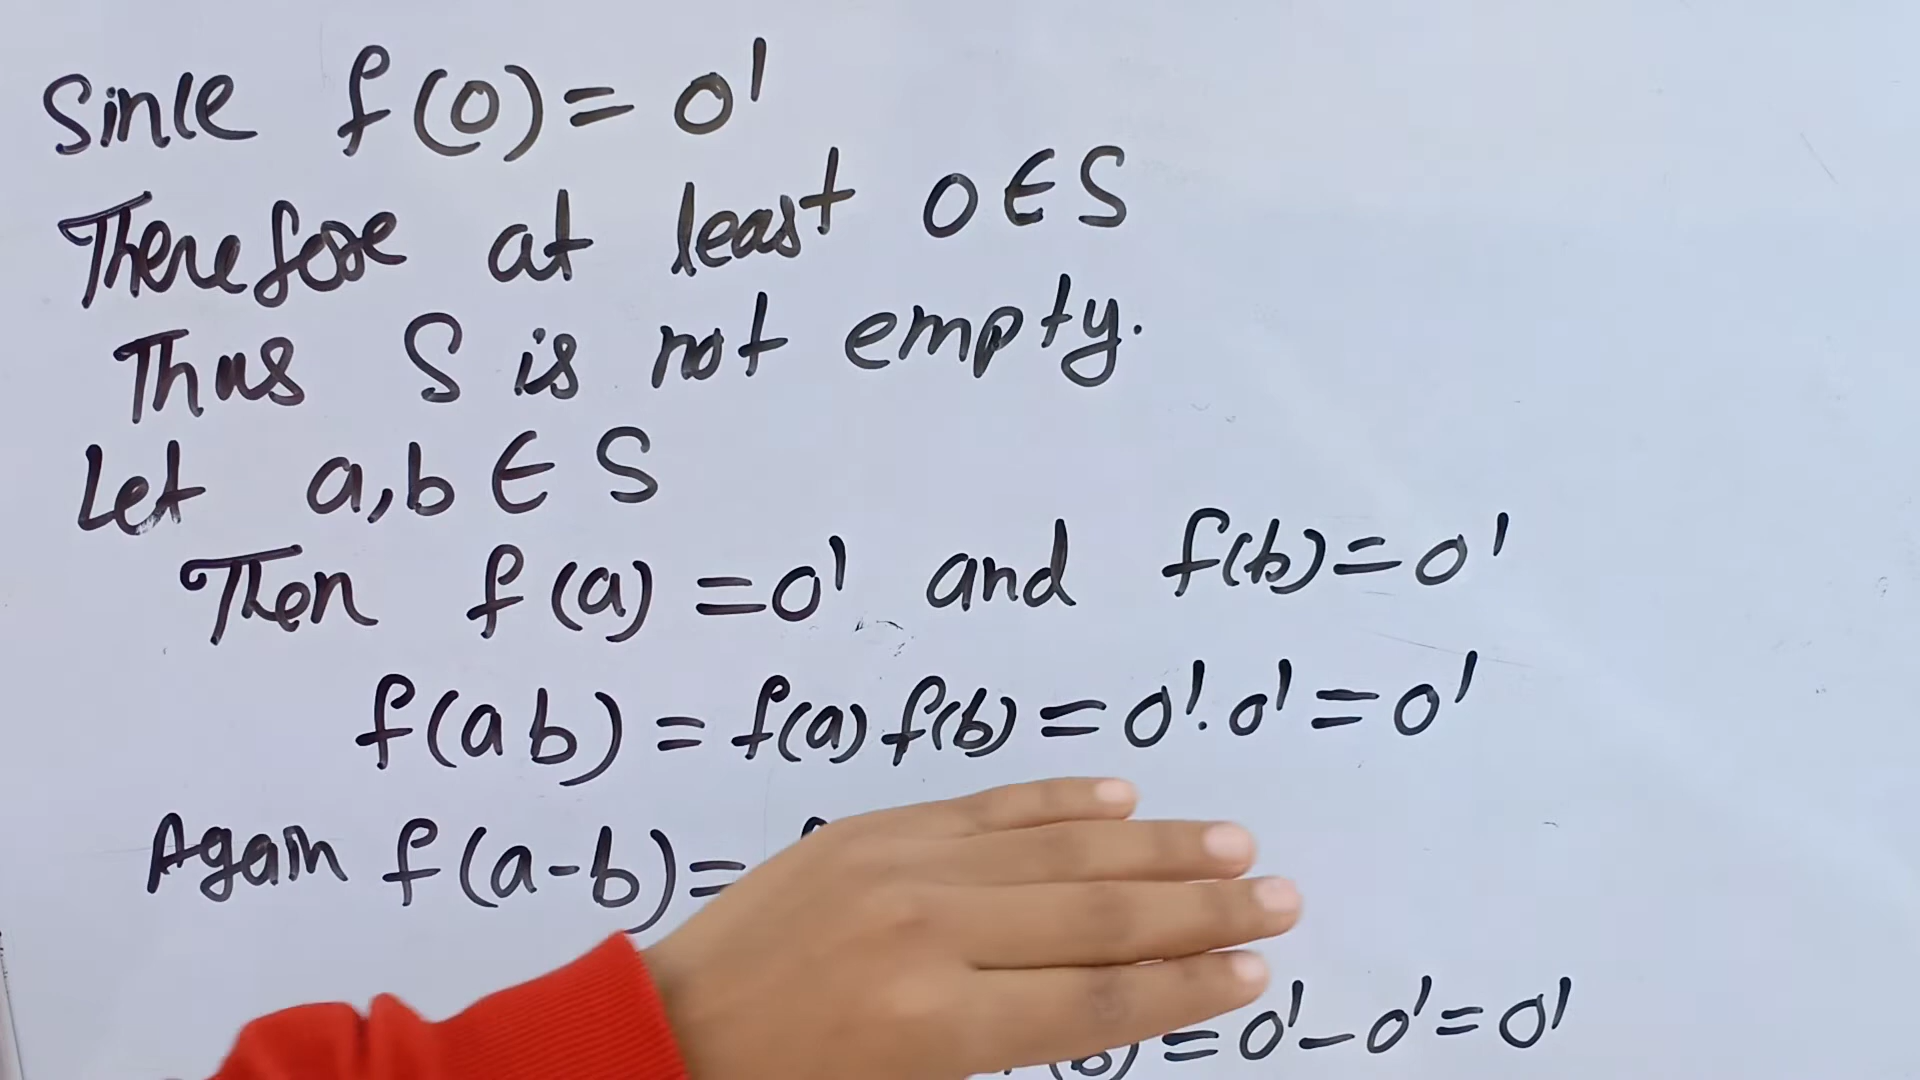 Since f(0) = 0'
Therefore at least 0 ∈ S
Thus S is not empty.
Let a,b ∈ S
Then f(a) = 0' and f(b) = 0'
f(ab) = f(a) f(b) = 0'. 0' = 0'
Again f(a-b) =
(b) = 0' - 0' = 0'